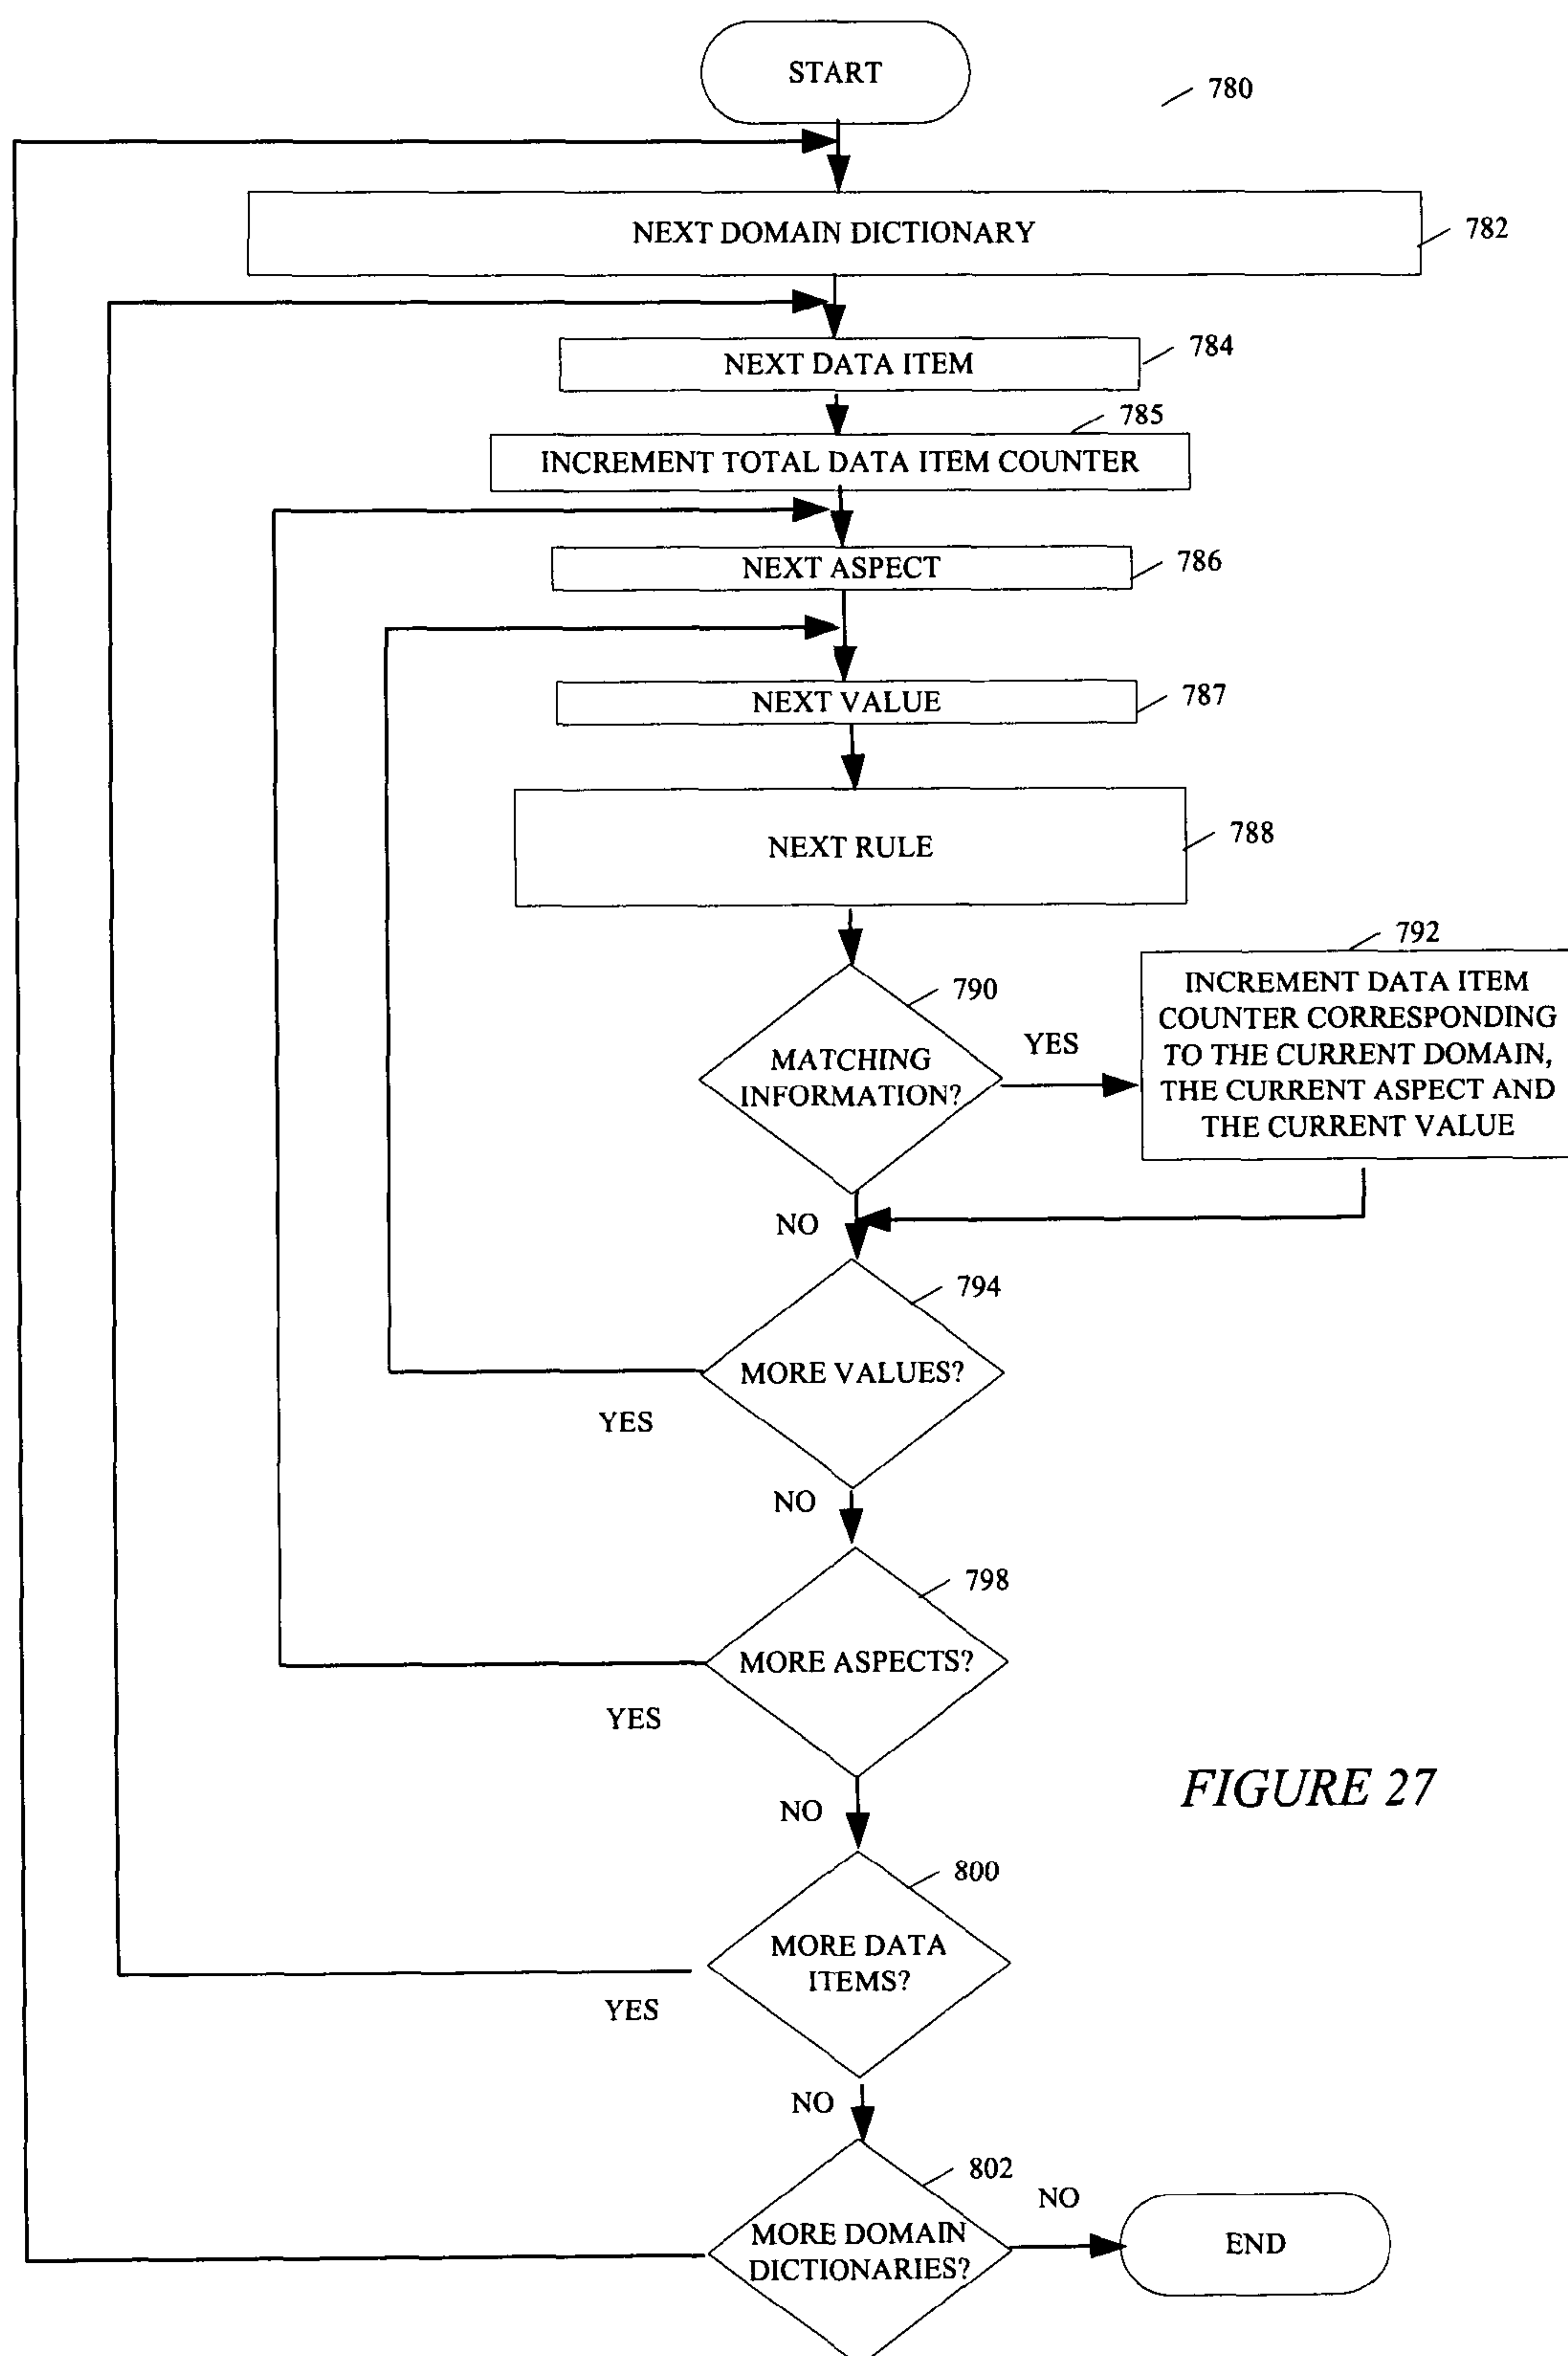 START
780
NEXT DOMAIN DICTIONARY
782
NEXT DATA ITEM
784
785
INCREMENT TOTAL DATA ITEM COUNTER
NEXT ASPECT
786
NEXT VALUE
787
NEXT RULE
788
790
MATCHING
INFORMATION?
YES
792
INCREMENT DATA ITEM
COUNTER CORRESPONDING
TO THE CURRENT DOMAIN,
THE CURRENT ASPECT AND
THE CURRENT VALUE
NO
794
MORE VALUES?
YES
NO
798
MORE ASPECTS?
YES
FIGURE 27
NO
800
MORE DATA
ITEMS?
YES
NO
802
MORE DOMAIN
DICTIONARIES?
NO
END